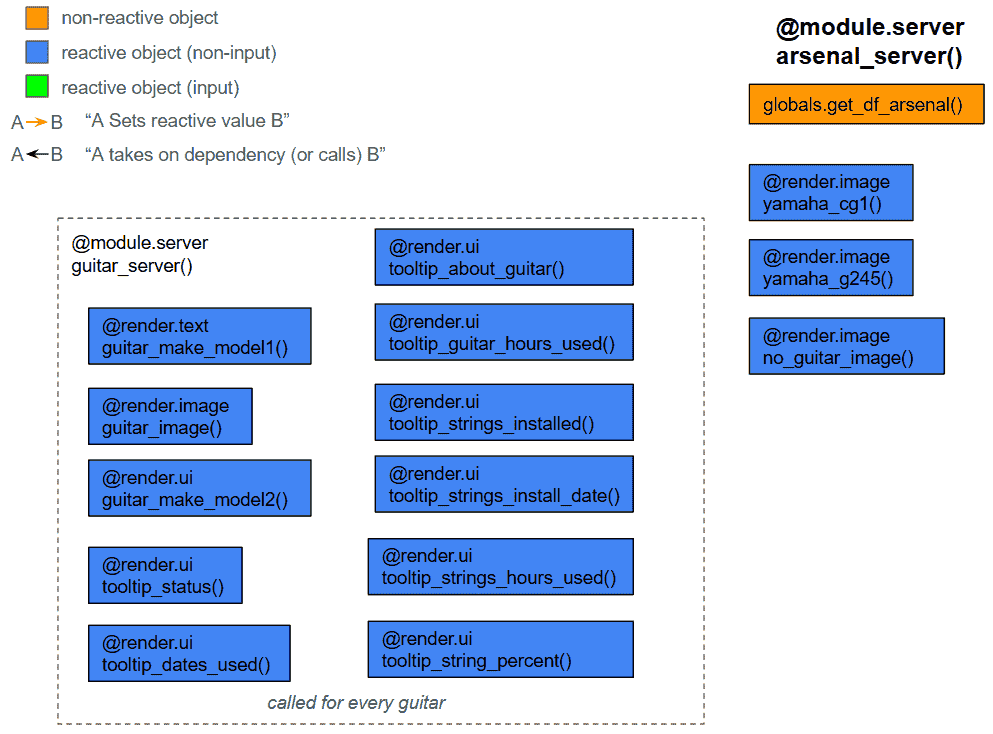 non-reactive object
reactive object (non-input)
reactive object (input)
A B “A Sets reactive value B”
A B “A takes on dependency (or calls) B”
@module.server
arsenal_server()
globals.get_df_arsenal()
@render.image
yamaha_cg1()
@render.image
yamaha_g245()
@render.image
no_guitar_image()
@module.server
guitar_server()
@render.text
guitar_make_model1()
@render.image
guitar_image()
@render.ui
guitar_make_model2()
@render.ui
tooltip_status()
@render.ui
tooltip_dates_used()
@render.ui
tooltip_about_guitar()
@render.ui
tooltip_guitar_hours_used()
@render.ui
tooltip_strings_installed()
@render.ui
tooltip_strings_install_date()
@render.ui
tooltip_strings_hours_used()
@render.ui
tooltip_string_percent()
called for every guitar